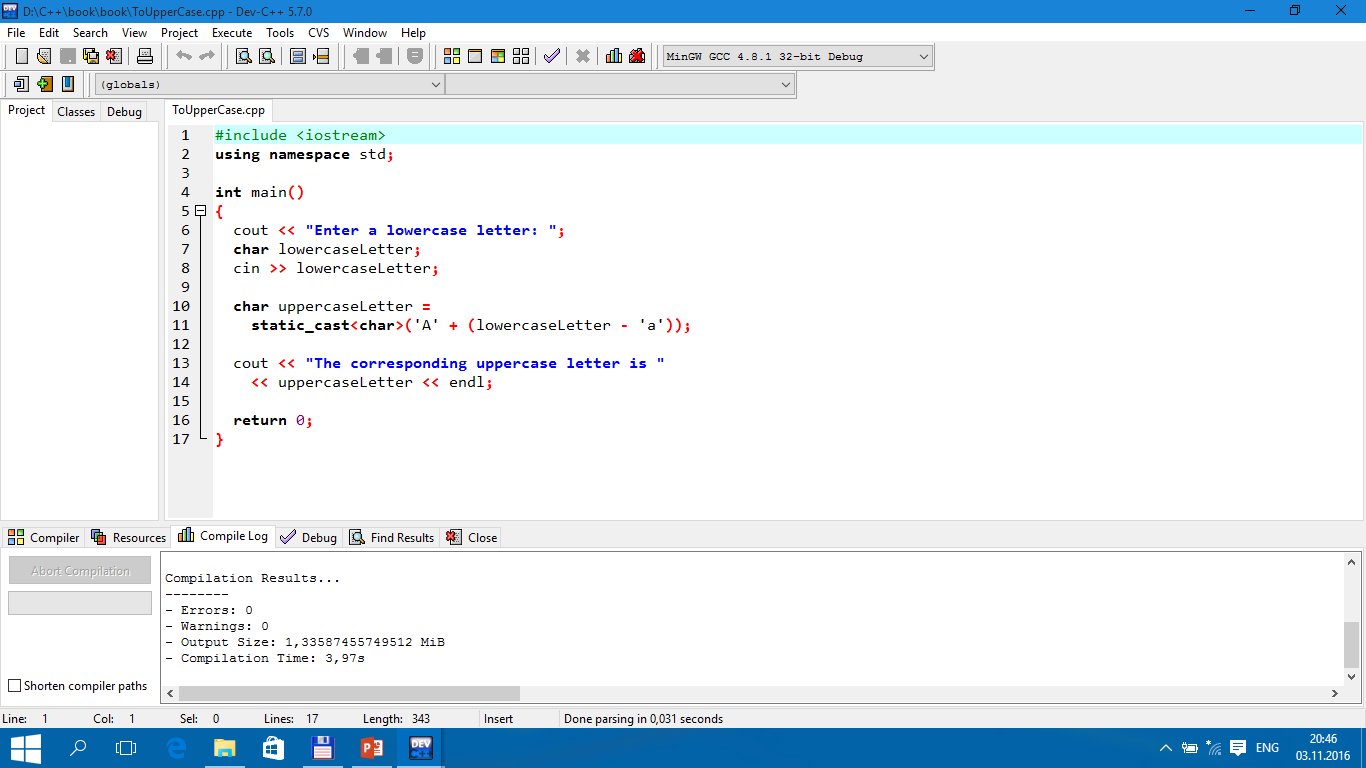 D:\C++\book\book\ToUpperCase.cpp - Dev-C++ 5.7.0
File Edit Search View Project Execute Tools CVS Window Help
MinGW GCC 4.8.1 32-bit Debug
(globals)
Project Classes Debug ToUpperCase.cpp
1 #include <iostream>
2 using namespace std;
3
4 int main()
5 {
6 cout << "Enter a lowercase letter: ";
7 char lowercaseLetter;
8 cin >> lowercaseLetter;
9
10 char uppercaseLetter =
11 static_cast<char>('A' + (lowercaseLetter - 'a'));
12
13 cout << "The corresponding uppercase letter is "
14 << uppercaseLetter << endl;
15
16 return 0;
17 }
Compiler Resources Compile Log Debug Find Results Close
Abort Compilation
Shorten compiler paths
Compilation Results...
--------
- Errors: 0
- Warnings: 0
- Output Size: 1,33587455749512 MiB
- Compilation Time: 3,97s
Line: 1 Col: 1 Sel: 0 Lines: 17 Length: 343 Insert Done parsing in 0,031 seconds
DEV C++
ENG
20:46
03.11.2016